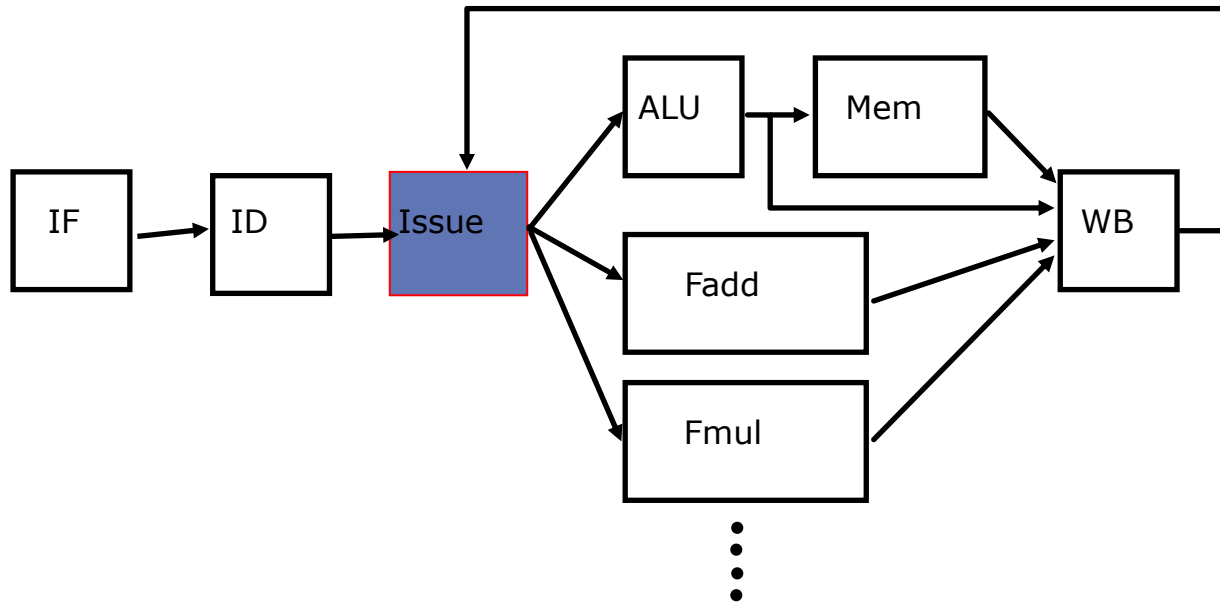 IF
ID
Issue
ALU
Mem
Fadd
Fmul
WB